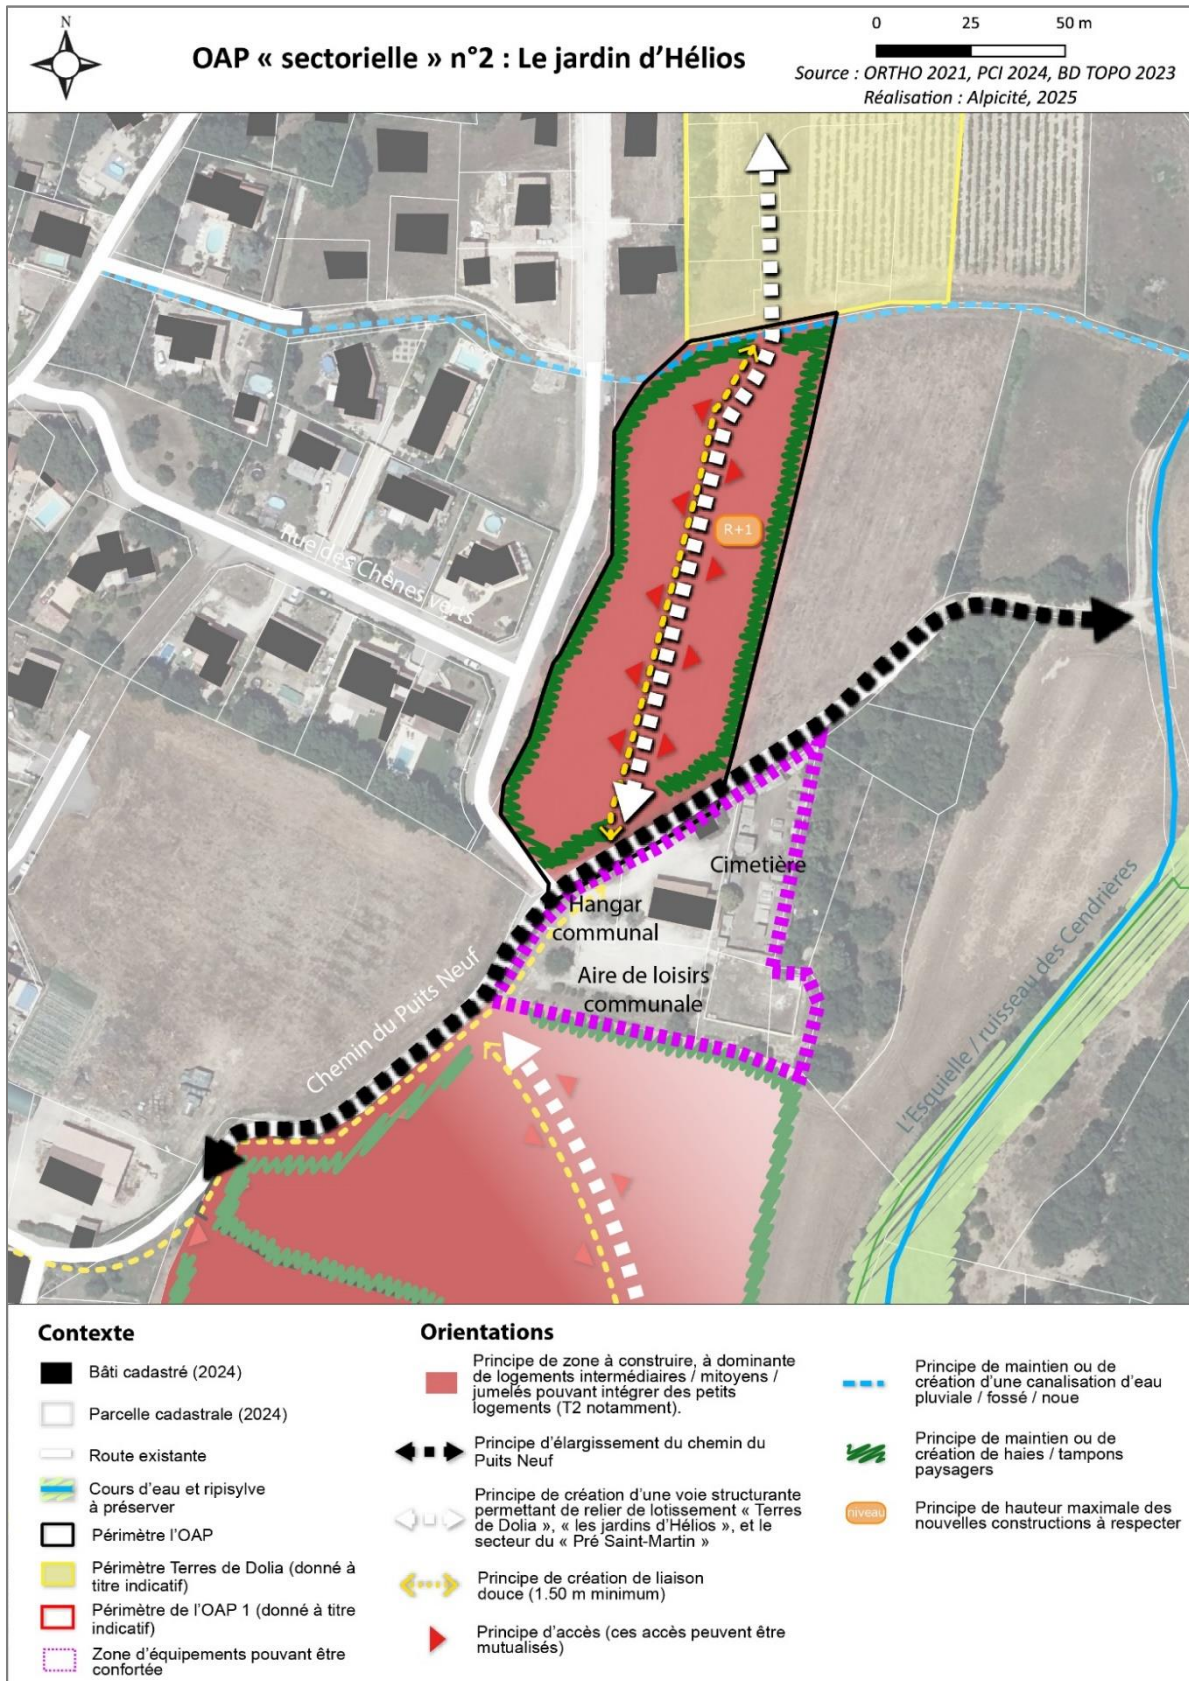 N
OAP « sectorielle » n°2 : Le jardin d'Hélios
0 25 50 m
Source : ORTHO 2021, PCI 2024, BD TOPO 2023
Réalisation : Alpicité, 2025
R+1
rue des Chênes verts
Cimetière
Hangar
communal
Aire de loisirs
communale
Chemin du Puits Neuf
L'Esquielle / ruisseau des Cendrières
Contexte
Bâti cadastré (2024)
Parcelle cadastrale (2024)
Route existante
Cours d'eau et ripisylve
à préserver
Périmètre l'OAP
Périmètre Terres de Dolia (donné à
titre indicatif)
Périmètre de l'OAP 1 (donné à titre
indicatif)
Zone d'équipements pouvant être
confortée
Orientations
Principe de zone à construire, à dominante
de logements intermédiaires / mitoyens /
jumelés pouvant intégrer des petits
logements (T2 notamment).
Principe d'élargissement du chemin du
Puits Neuf
Principe de création d'une voie structurante
permettant de relier de lotissement « Terres
de Dolia », « les jardins d'Hélios », et le
secteur du « Pré Saint-Martin »
Principe de création de liaison
douce (1.50 m minimum)
Principe d'accès (ces accès peuvent être
mutualisés)
Principe de maintien ou de
création d'une canalisation d'eau
pluviale / fossé / noue
Principe de maintien ou de
création de haies / tampons
paysagers
niveau
Principe de hauteur maximale des
nouvelles constructions à respecter